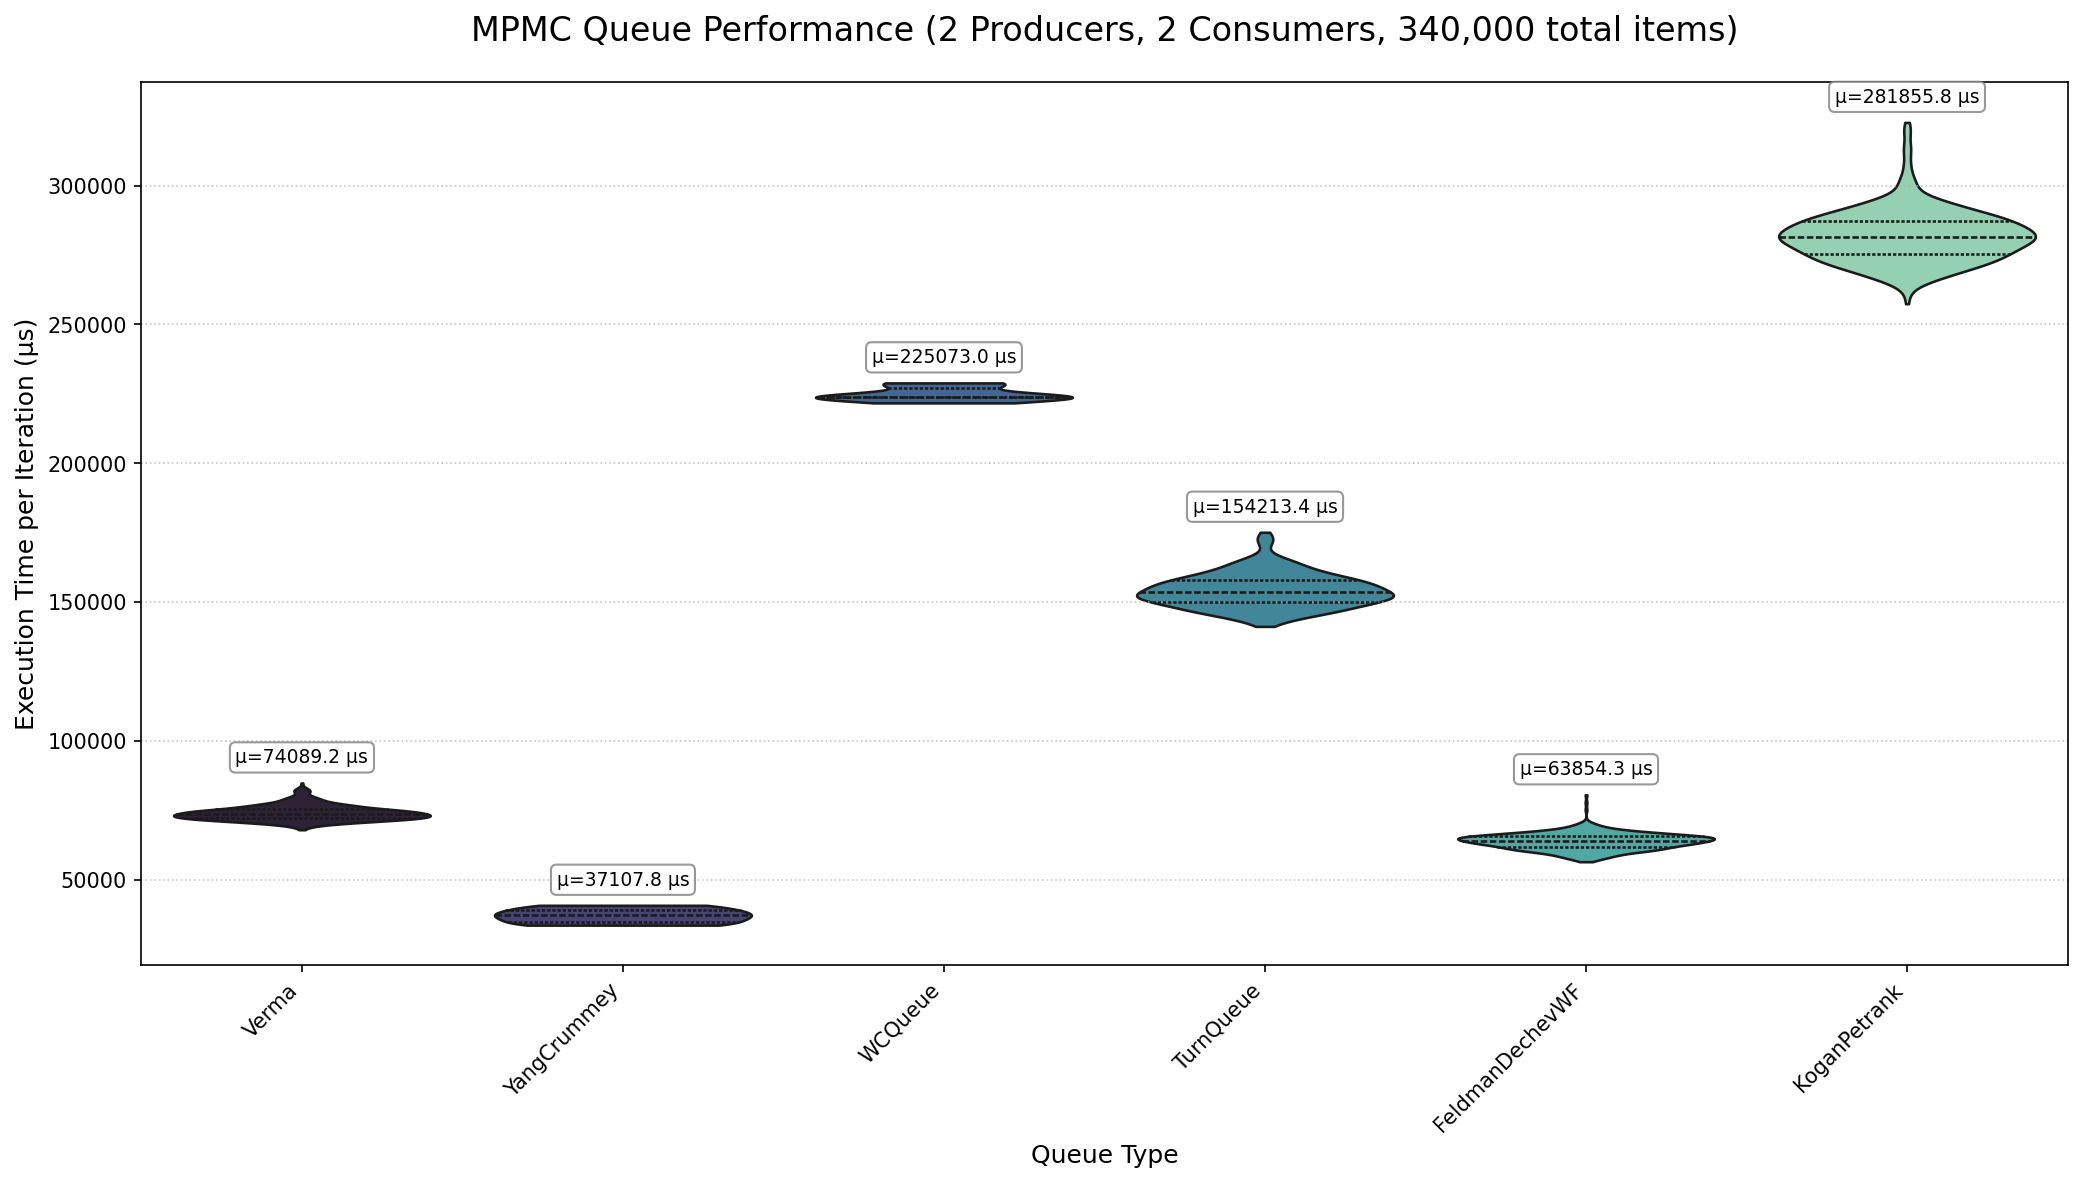 MPMC Queue Performance (2 Producers, 2 Consumers, 340,000 total items)
Execution Time per Iteration (µs)
300000
250000
200000
150000
100000
50000
µ=74089.2 µs
µ=37107.8 µs
µ=225073.0 µs
µ=154213.4 µs
µ=63854.3 µs
µ=281855.8 µs
Verma
YangCrummey
WCQueue
TurnQueue
FeldmanDechevWF
KoganPetrank
Queue Type